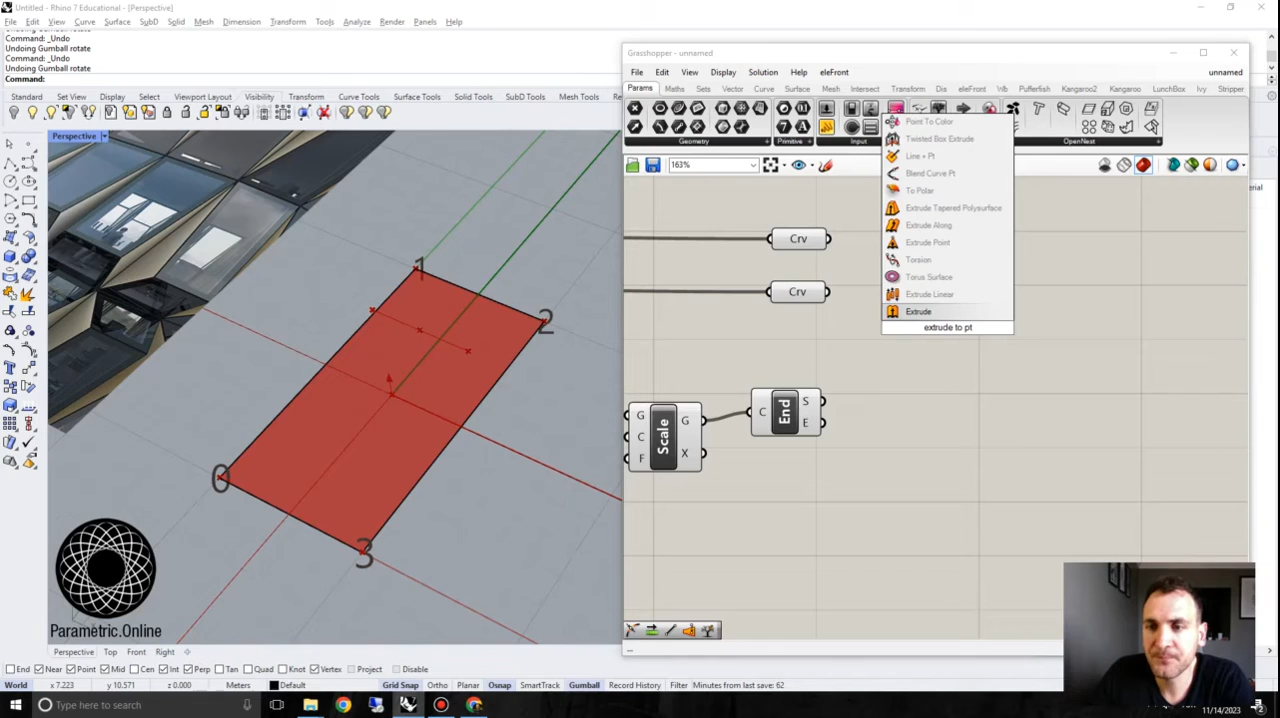 Untitled - Rhino 7 Educational - [Perspective]
File Edit View Curve Surface SubD Solid Mesh Dimension Transform Tools Analyze Render Panels Help
Command: _Undo
Undoing Gumball rotate
Command: _Undo
Undoing Gumball rotate
Command:
Standard Set View Display Select Viewport Layout Visibility Transform Curve Tools Surface Tools Solid Tools SubD Tools Mesh Tools
Perspective
Grasshopper - unnamed
File Edit View Display Solution Help eleFront unnamed
Params Maths Sets Vector Curve Surface Mesh Intersect Transform Dis eleFront Pufferfish Kangaroo2 Kangaroo LunchBox Ivy Stripper
Geometry Primitive Input OpenNest
163%
Point To Color
Twisted Box Extrude
Line + Pt
Blend Curve Pt
To Polar
Extrude Tapered Polysurface
Extrude Along
Extrude Point
Torsion
Torus Surface
Extrude Linear
Extrude
extrude to pt
Crv
Crv
G C F Scale G X
C End S E
1
2
0
3
Parametric.Online
Perspective Top Front Right
End Near Point Mid Cen Int Perp Tan Quad Knot Vertex Project Disable
World x 7.223 y 10.571 z 0.000 Meters Default Grid Snap Ortho Planar Osnap SmartTrack Gumball Record History Filter Minutes from last save: 62
Type here to search
11/14/2023